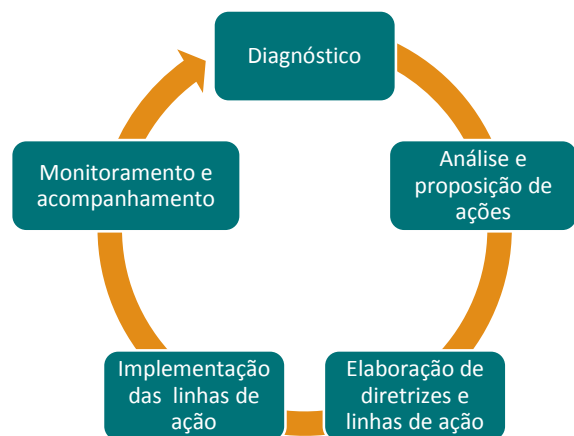 Diagnóstico
Análise e
proposição de
ações
Elaboração de
diretrizes e
linhas de ação
Implementação
das linhas de
ação
Monitoramento e
acompanhamento